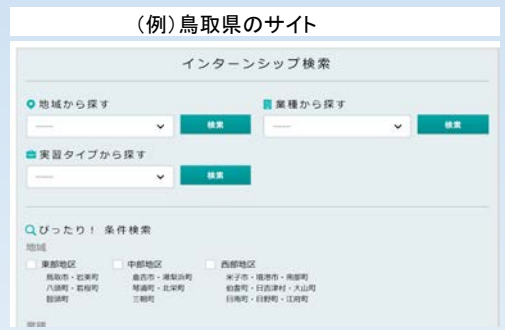 (例)鳥取県のサイト
インターンシップ検索
地域から探す 業種から探す
検索 検索
実習タイプから探す
検索
ぴったり! 条件検索
地域
東部地区 中部地区 西部地区
鳥取市・岩美町 倉吉市・湯梨浜町 米子市・境港市・南部町
八頭町・若桜町 琴浦町・北栄町 伯耆町・日吉津村・大山町
智頭町 三朝町 日南町・日野町・江府町